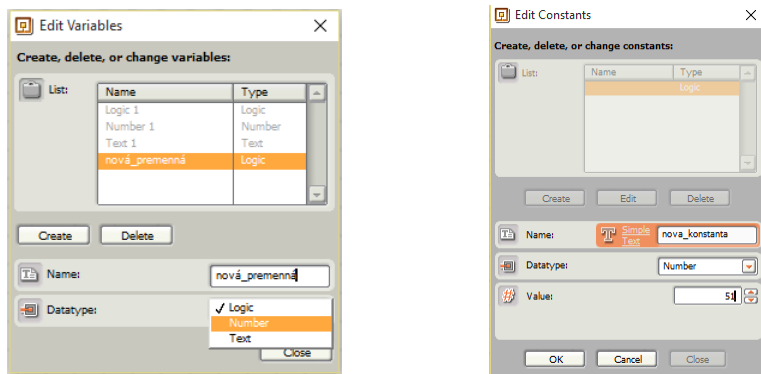 Edit Variables
Create, delete, or change variables:
List:
Name Type
Logic 1 Logic
Number 1 Number
Text 1 Text
nová_premenná Logic
Create Delete
Name: nová_premenná
Datatype:
Logic
Number
Text
Close
Edit Constants
Create, delete, or change constants:
List:
Name Type
Logic
Create Edit Delete
Name: Simple Text nova_konstanta
Datatype: Number
Value: 51
OK Cancel Close